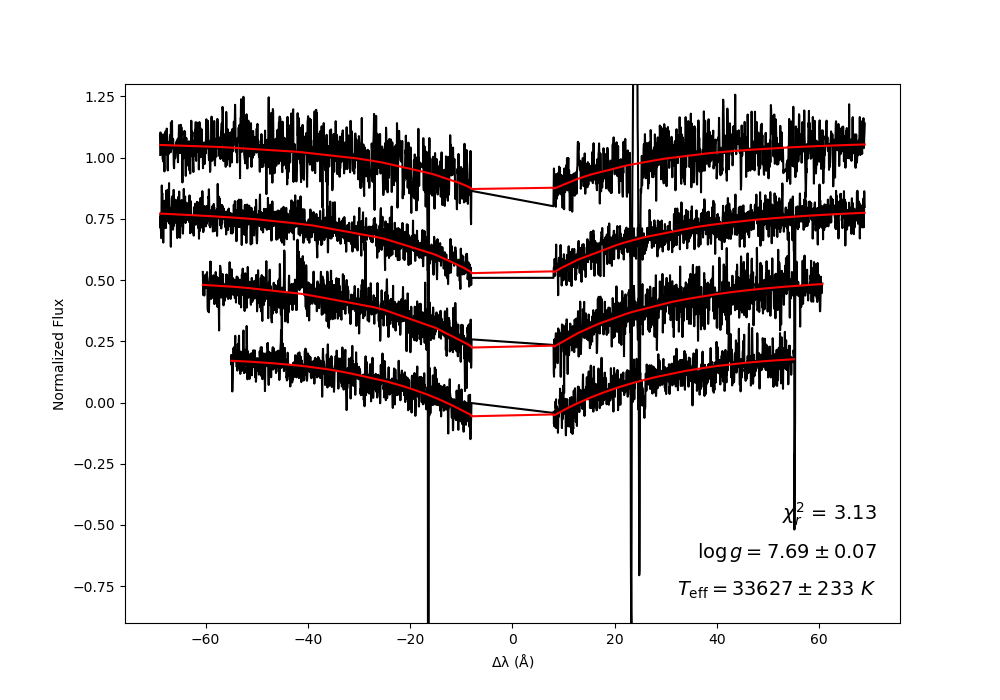 1.25
1.00
0.75
0.50
0.25
0.00
−0.25
−0.50
−0.75
Normalized Flux
χ²ᵣ = 3.13
log g = 7.69 ± 0.07
T_eff = 33627 ± 233 K
−60 −40 −20 0 20 40 60
Δλ (Å)